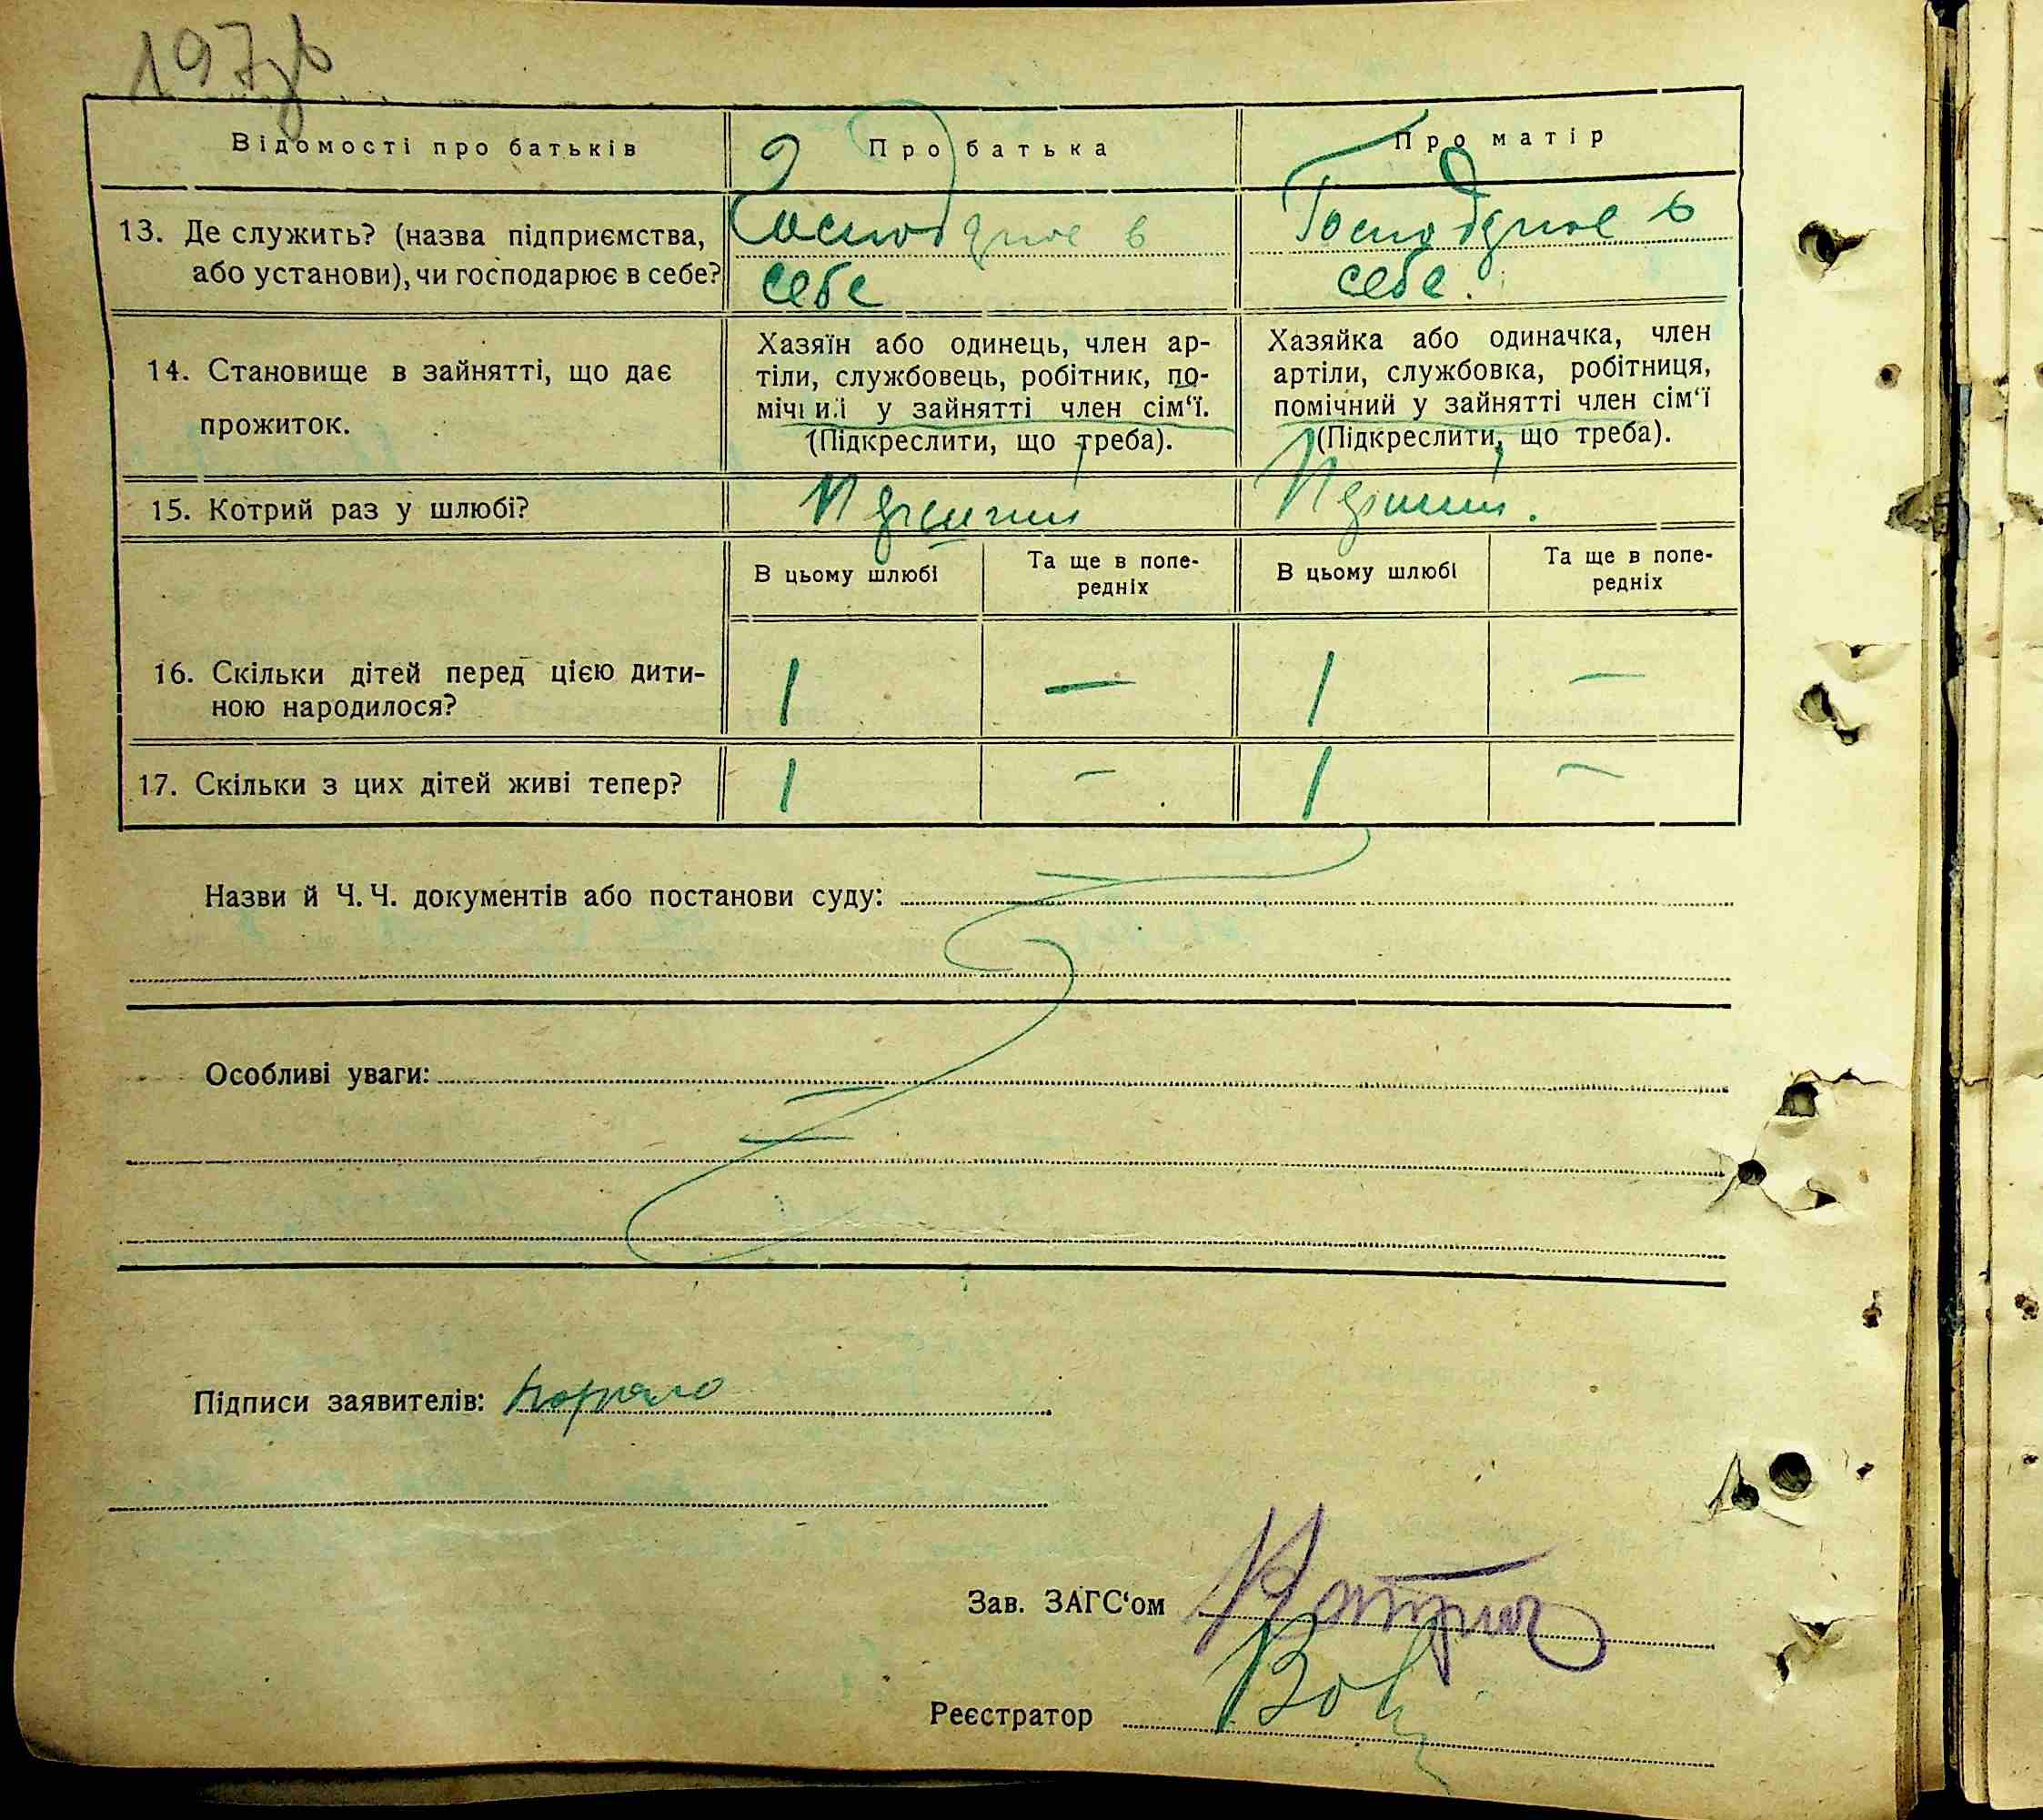 197зв
Відомості про батьків
Про батька
Про матір
13. Де служить? (назва підприємства, або установи), чи господарює в себе?
Господарює в
себе
Господарює в
себе.
14. Становище в зайнятті, що дає
прожиток.
Хазяїн або одинець, член ар-
тіли, службовець, робітник, по-
мічний у зайнятті член сім‘ї.
(Підкреслити, що треба).
Хазяйка або одиначка, член
артіли, службовка, робітниця,
помічний у зайнятті член сім‘ї
(Підкреслити, що треба).
15. Котрий раз у шлюбі?
Перший
Перший.
В цьому шлюбі
Та ще в попе-
редніх
В цьому шлюбі
Та ще в попе-
редніх
16. Скільки дітей перед цією дити-
ною народилося?
1 — 1 —
17. Скільки з цих дітей живі тепер?
1 — 1 —
Назви й Ч. Ч. документів або постанови суду:
Особливі уваги:
Підписи заявителів:
Зав. ЗАГС‘ом
Реєстратор